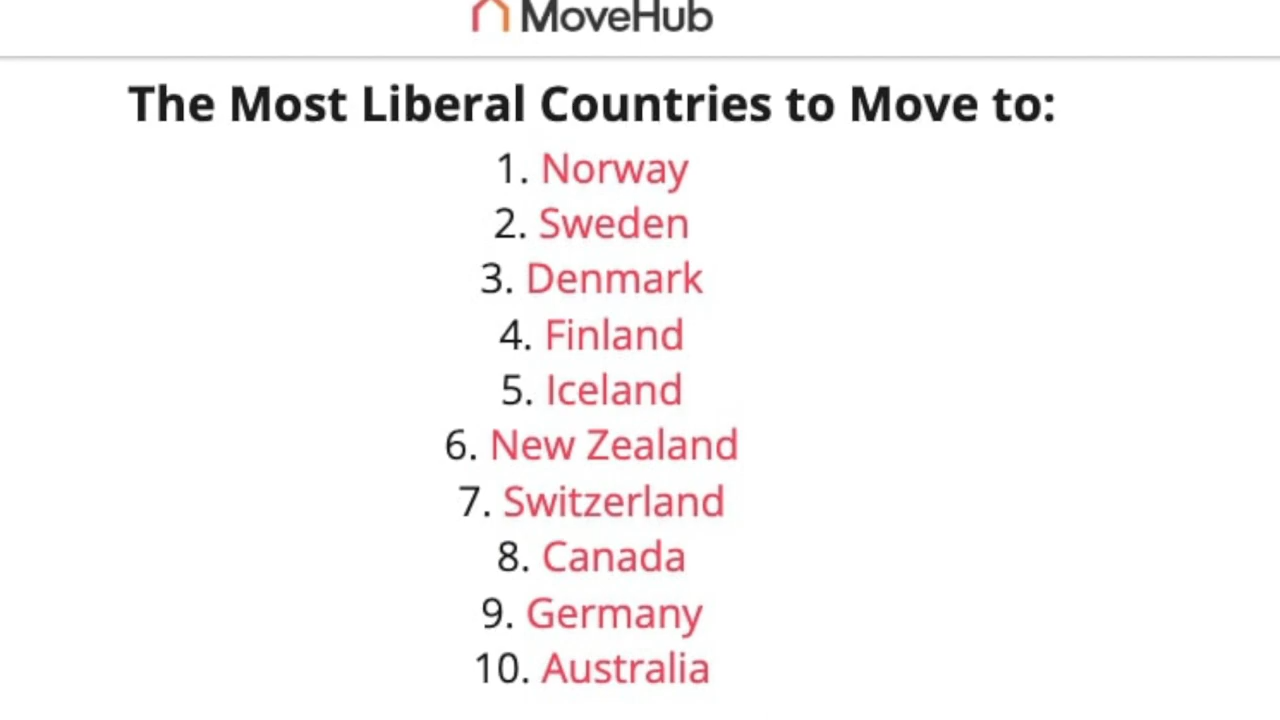 MoveHub
The Most Liberal Countries to Move to:
1. Norway
2. Sweden
3. Denmark
4. Finland
5. Iceland
6. New Zealand
7. Switzerland
8. Canada
9. Germany
10. Australia